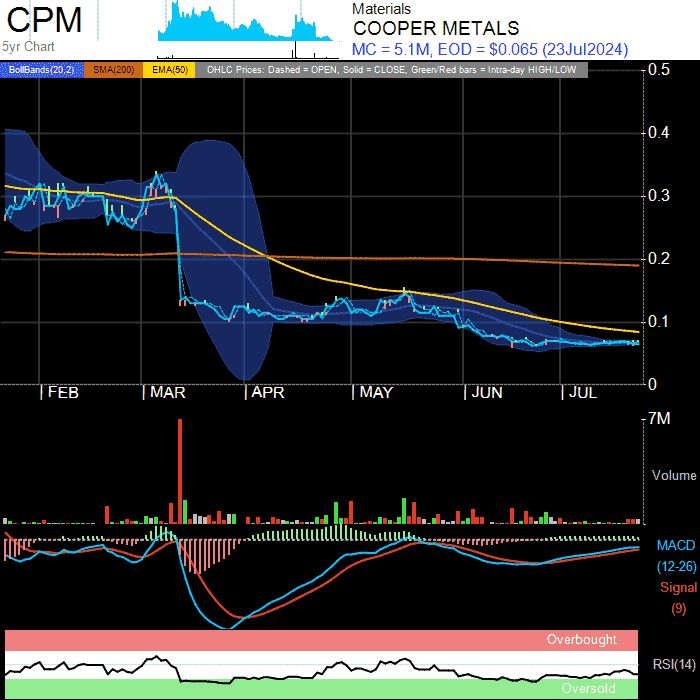 CPM
5yr Chart
Materials
COOPER METALS
MC = 5.1M, EOD = $0.065 (23Jul2024)
BollBands(20,2) SMA(200) EMA(50) OHLC Prices: Dashed = OPEN, Solid = CLOSE, Green/Red bars = Intra-day HIGH/LOW
0.5
0.4
0.3
0.2
0.1
0
FEB MAR APR MAY JUN JUL
7M
Volume
MACD
(12-26)
Signal
(9)
Overbought
RSI(14)
Oversold